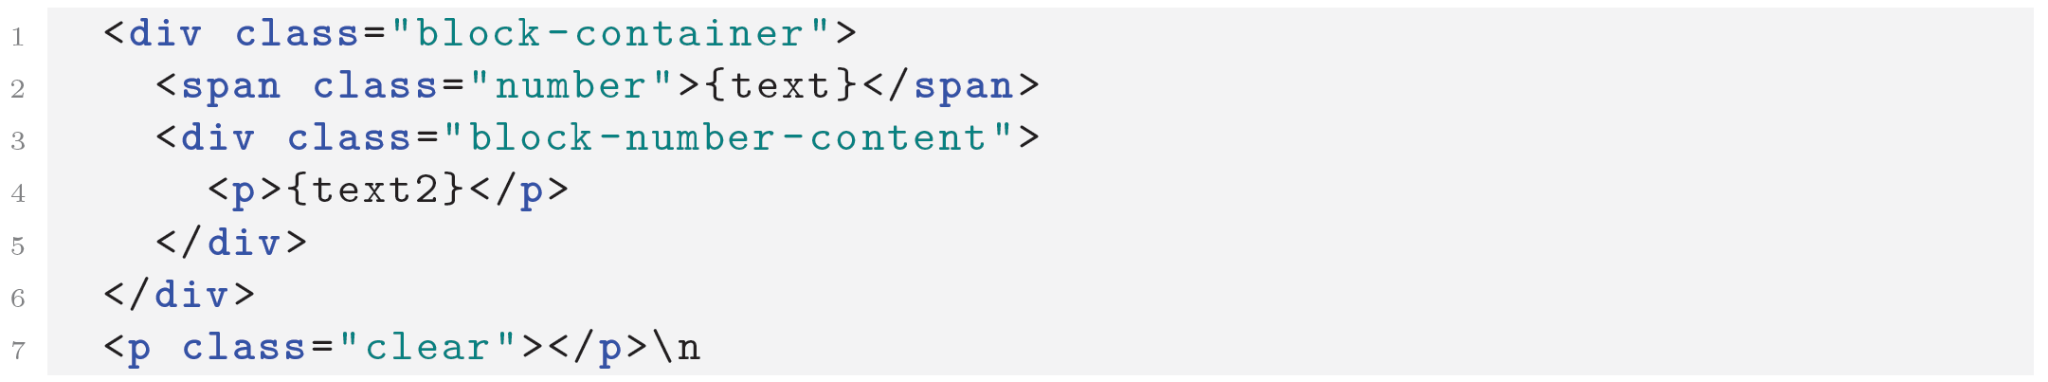 1 <div class="block-container">
2 <span class="number">{text}</span>
3 <div class="block-number-content">
4 <p>{text2}</p>
5 </div>
6 </div>
7 <p class="clear"></p>\n